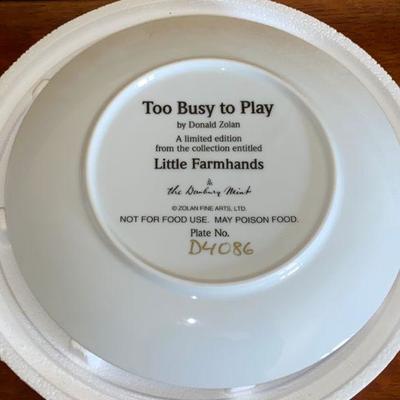 Too Busy to Play
by Donald Zolan
A limited edition
from the collection entitled
Little Farmhands
&
the Danbury Mint
© ZOLAN FINE ARTS, LTD.
NOT FOR FOOD USE. MAY POISON FOOD.
Plate No.
D4086